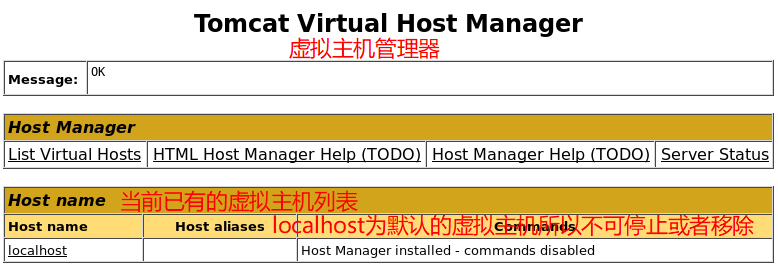 Tomcat Virtual Host Manager
虚拟主机管理器
Message: OK
Host Manager
List Virtual Hosts HTML Host Manager Help (TODO) Host Manager Help (TODO) Server Status
Host name 当前已有的虚拟主机列表
Host name Host aliases Commands localhost为默认的虚拟主机所以不可停止或者移除
localhost Host Manager installed - commands disabled